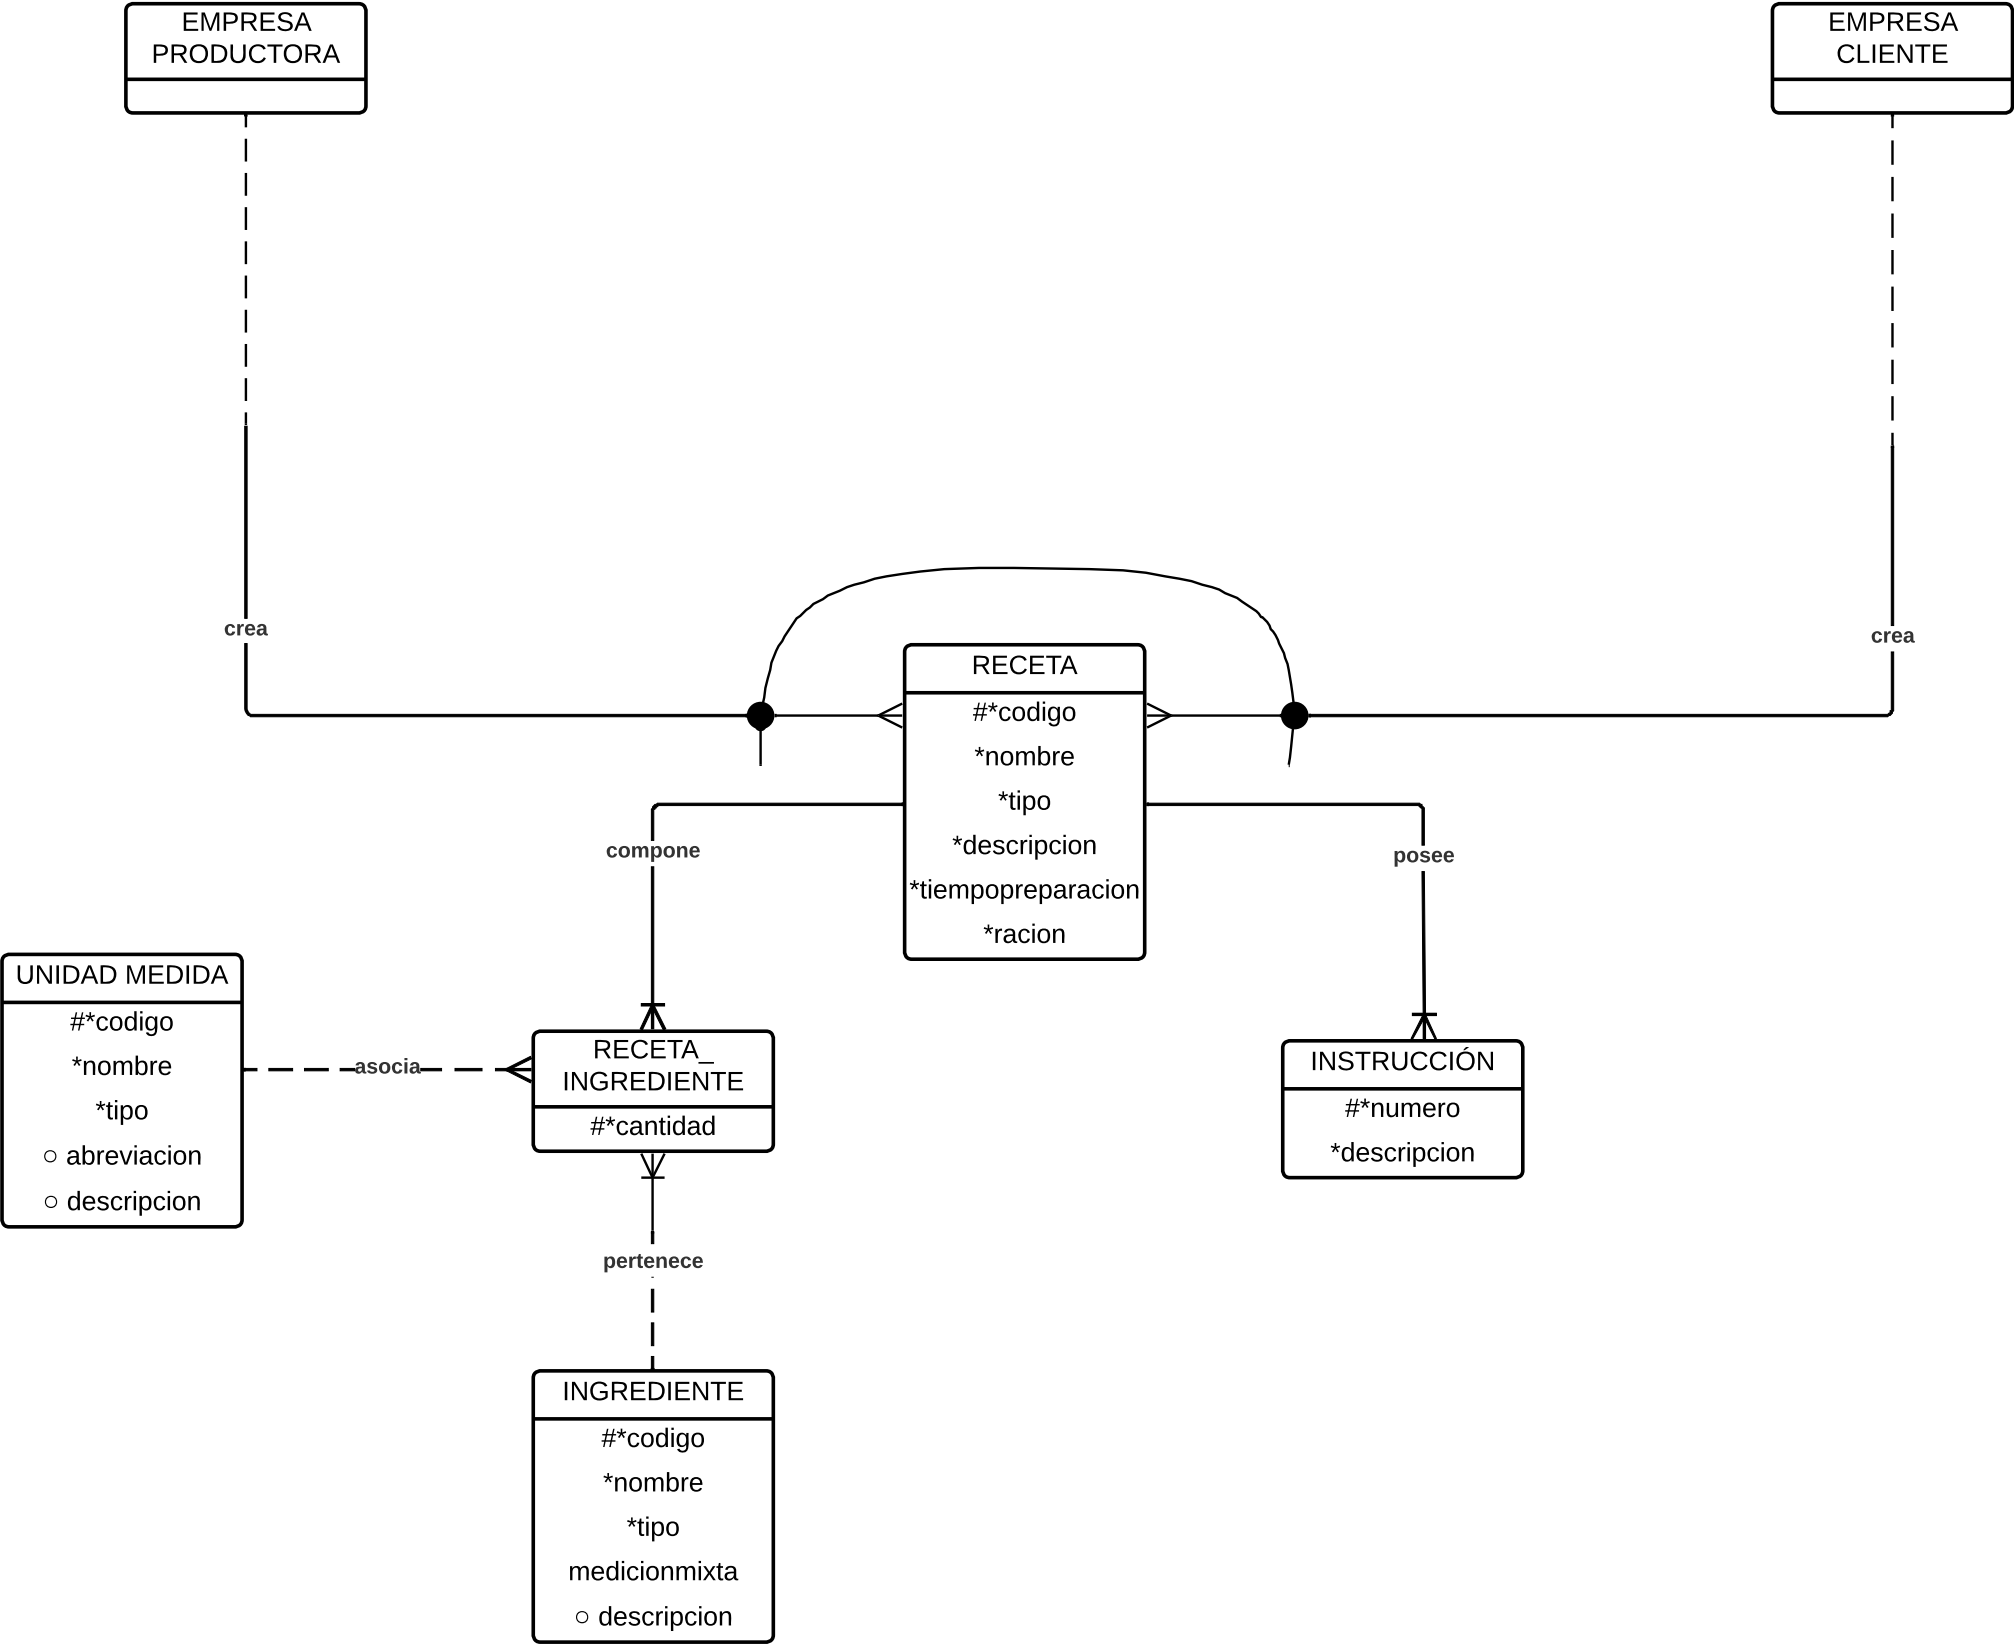 EMPRESA
PRODUCTORA
EMPRESA
CLIENTE
crea
crea
RECETA
#*codigo
*nombre
*tipo
*descripcion
*tiempopreparacion
*racion
compone
posee
UNIDAD MEDIDA
#*codigo
*nombre
*tipo
○ abreviacion
○ descripcion
asocia
RECETA_
INGREDIENTE
#*cantidad
INSTRUCCIÓN
#*numero
*descripcion
pertenece
INGREDIENTE
#*codigo
*nombre
*tipo
medicionmixta
○ descripcion